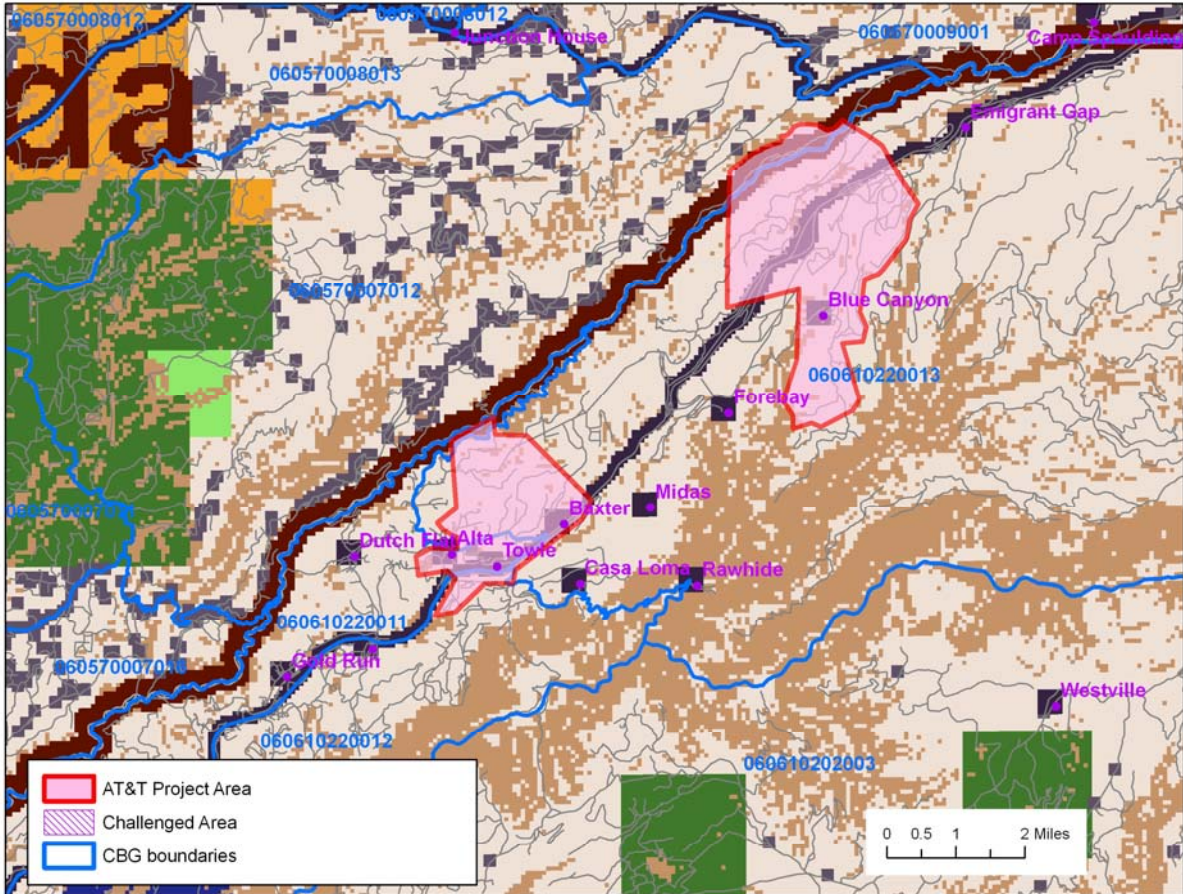 060570008012
060570008012
Junction House
060570009001
Camp Spaulding
060570008013
da
Emigrant Gap
060570007012
Blue Canyon
060610220013
Forebay
Midas
Baxter
Dutch Flat
Alta
Towle
Casa Loma
Rawhide
060610220011
Gold Run
Westville
060610220012
060610202003
AT&T Project Area
Challenged Area
CBG boundaries
0 0.5 1 2 Miles